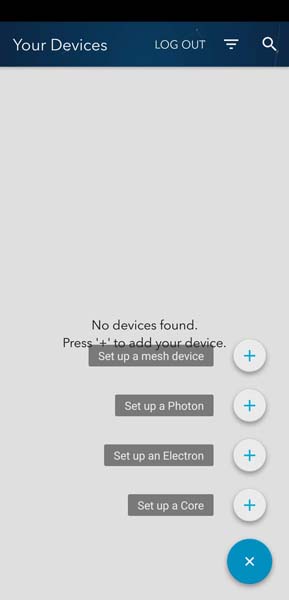 Your Devices LOG OUT
No devices found.
Press '+' to add your device.
Set up a mesh device
Set up a Photon
Set up an Electron
Set up a Core